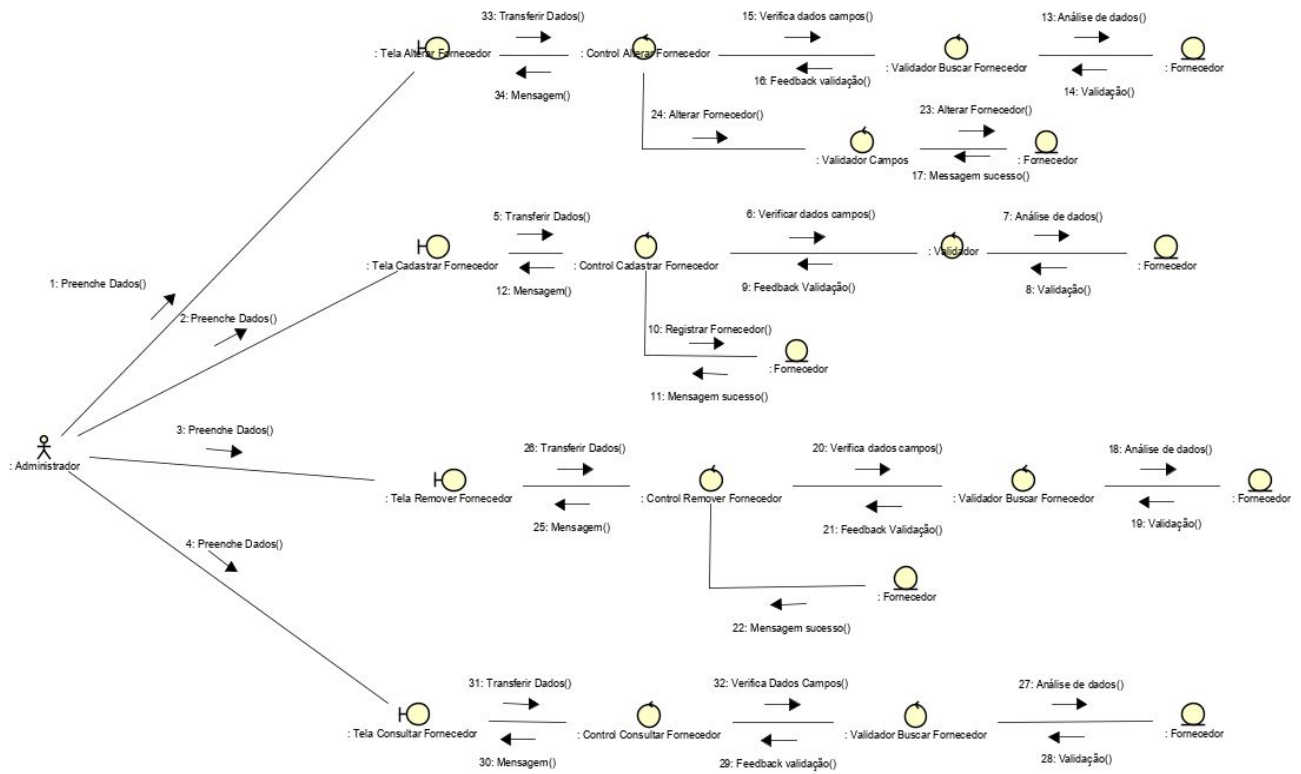 33: Transferir Dados()
15: Verifica dados campos()
13: Análise de dados()
: Tela Alterar Fornecedor
: Control Alterar Fornecedor
: Validador Buscar Fornecedor
: Fornecedor
34: Mensagem()
16: Feedback validação()
14: Validação()
24: Alterar Fornecedor()
23: Alterar Fornecedor()
: Validador Campos
: Fornecedor
17: Messagem sucesso()
5: Transferir Dados()
6: Verificar dados campos()
7: Análise de dados()
: Tela Cadastrar Fornecedor
: Control Cadastrar Fornecedor
: Validador
: Fornecedor
1: Preenche Dados()
12: Mensagem()
9: Feedback Validação()
8: Validação()
2: Preenche Dados()
10: Registrar Fornecedor()
: Fornecedor
11: Mensagem sucesso()
3: Preenche Dados()
26: Transferir Dados()
20: Verifica dados campos()
18: Análise de dados()
: Administrador
: Tela Remover Fornecedor
: Control Remover Fornecedor
: Validador Buscar Fornecedor
: Fornecedor
25: Mensagem()
21: Feedback Validação()
19: Validação()
4: Preenche Dados()
: Fornecedor
22: Mensagem sucesso()
31: Transferir Dados()
32: Verifica Dados Campos()
27: Análise de dados()
: Tela Consultar Fornecedor
: Control Consultar Fornecedor
: Validador Buscar Fornecedor
: Fornecedor
30: Mensagem()
29: Feedback validação()
28: Validação()